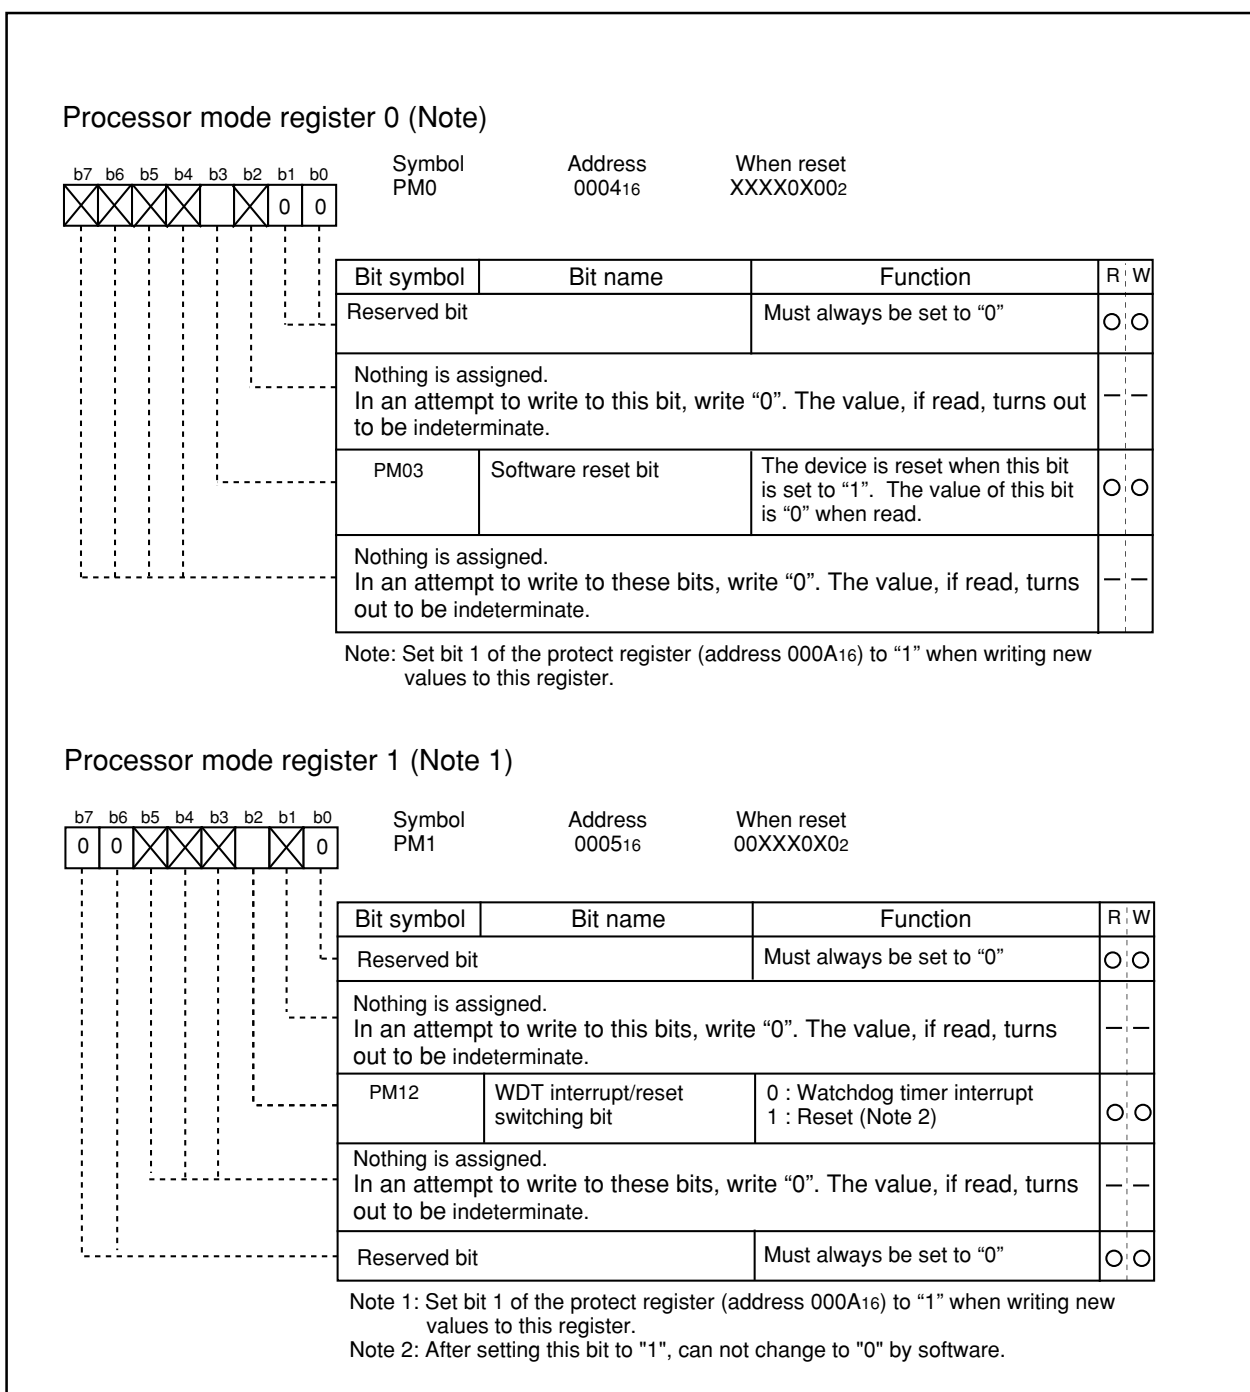 Processor mode register 0 (Note)
Symbol Address When reset
b7 b6 b5 b4 b3 b2 b1 b0
PM0 000416 XXXX0X002
0 0
Bit symbol Bit name Function R W
Reserved bit Must always be set to “0”
Nothing is assigned.
In an attempt to write to this bit, write “0”. The value, if read, turns out
to be indeterminate.
PM03 Software reset bit The device is reset when this bit
is set to “1”. The value of this bit
is “0” when read.
Nothing is assigned.
In an attempt to write to these bits, write “0”. The value, if read, turns
out to be indeterminate.
Note: Set bit 1 of the protect register (address 000A16) to “1” when writing new
values to this register.
Processor mode register 1 (Note 1)
b7 b6 b5 b4 b3 b2 b1 b0 Symbol Address When reset
PM1 000516 00XXX0X02
0 0 0
Bit symbol Bit name Function R W
Reserved bit Must always be set to “0”
Nothing is assigned.
In an attempt to write to this bits, write “0”. The value, if read, turns
out to be indeterminate.
PM12 WDT interrupt/reset 0 : Watchdog timer interrupt
switching bit 1 : Reset (Note 2)
Nothing is assigned.
In an attempt to write to these bits, write “0”. The value, if read, turns
out to be indeterminate.
Reserved bit Must always be set to “0”
Note 1: Set bit 1 of the protect register (address 000A16) to “1” when writing new
values to this register.
Note 2: After setting this bit to "1", can not change to "0" by software.